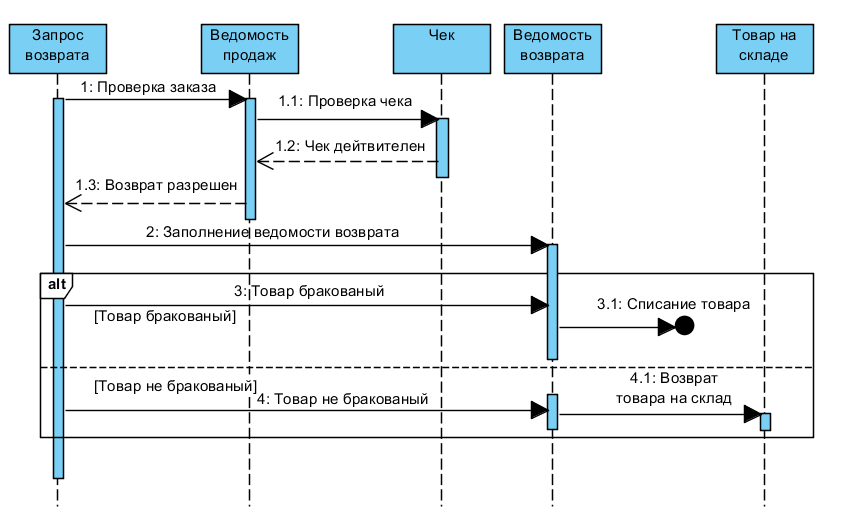 Запрос
возврата
Ведомость
продаж
Чек
Ведомость
возврата
Товар на
складе
1: Проверка заказа
1.1: Проверка чека
1.2: Чек дейтвителен
1.3: Возврат разрешен
2: Заполнение ведомости возврата
alt
3: Товар бракованый
3.1: Списание товара
[Товар бракованый]
4.1: Возврат
товара на склад
[Товар не бракованый]
4: Товар не бракованый